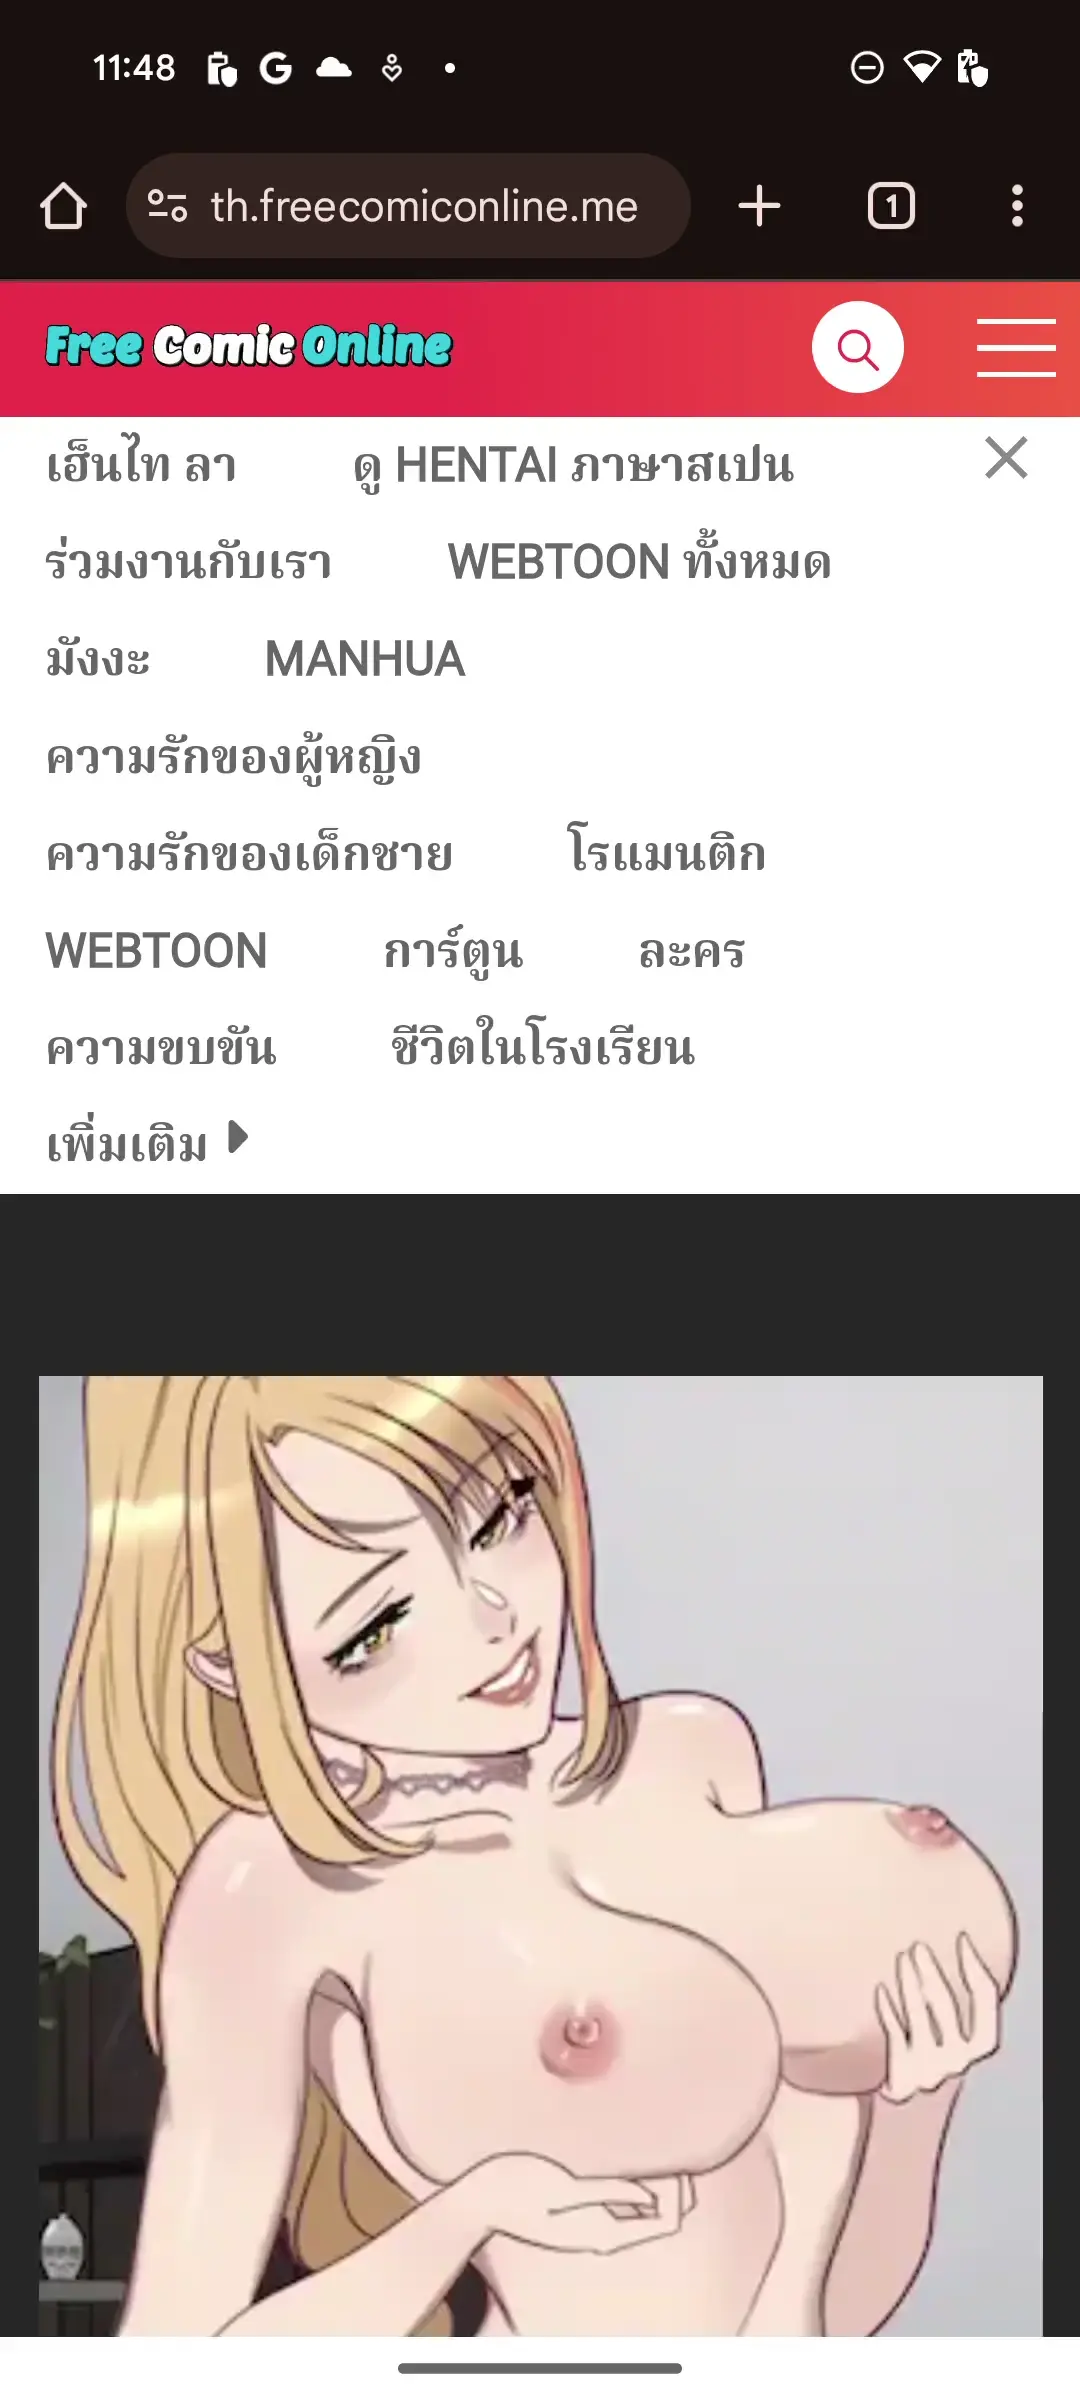 11:48
th.freecomiconline.me
1
Free Comic Online
เฮ็นไท ลา ดู HENTAI ภาษาสเปน
ร่วมงานกับเรา WEBTOON ทั้งหมด
มังงะ MANHUA
ความรักของผู้หญิง
ความรักของเด็กชาย โรแมนติก
WEBTOON การ์ตูน ละคร
ความขบขัน ชีวิตในโรงเรียน
เพิ่มเติม